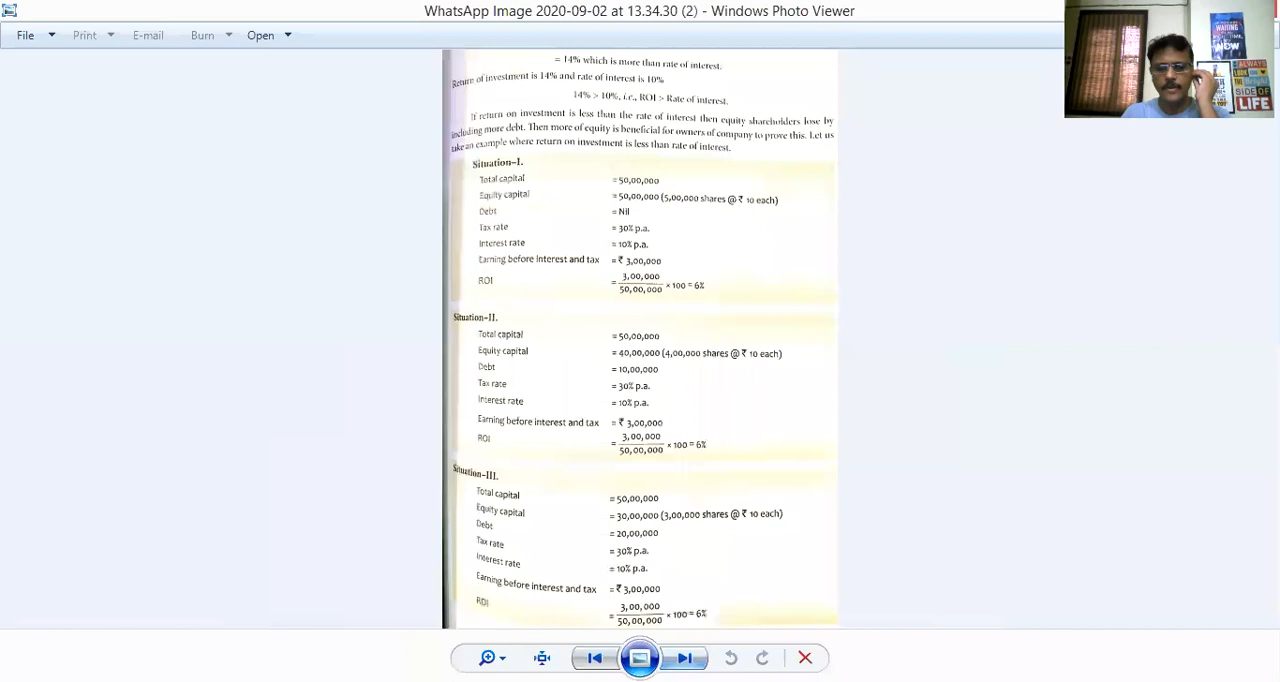 WhatsApp Image 2020-09-02 at 13.34.30 (2) - Windows Photo Viewer
File Print E-mail Burn Open
WAITING
NOW
ALWAYS
LOOK ON
THE Bright
SIDE OF
LIFE
= 14% which is more than rate of interest.
Return of investment is 14% and rate of interest is 10%
14% > 10%, i.e., ROI > Rate of interest.
If return on investment is less than the rate of interest then equity shareholders lose by
including more debt. Then more of equity is beneficial for owners of company to prove this. Let us
take an example where return on investment is less than rate of interest.
Situation–I.
Total capital = 50,00,000
Equity capital = 50,00,000 (5,00,000 shares @ ₹ 10 each)
Debt = Nil
Tax rate = 30% p.a.
Interest rate = 10% p.a.
Earning before interest and tax = ₹ 3,00,000
ROI = 3,00,000 / 50,00,000 × 100 = 6%
Situation–II.
Total capital = 50,00,000
Equity capital = 40,00,000 (4,00,000 shares @ ₹ 10 each)
Debt = 10,00,000
Tax rate = 30% p.a.
Interest rate = 10% p.a.
Earning before interest and tax = ₹ 3,00,000
ROI = 3,00,000 / 50,00,000 × 100 = 6%
Situation–III.
Total capital = 50,00,000
Equity capital = 30,00,000 (3,00,000 shares @ ₹ 10 each)
Debt = 20,00,000
Tax rate = 30% p.a.
Interest rate = 10% p.a.
Earning before interest and tax = ₹ 3,00,000
ROI = 3,00,000 / 50,00,000 × 100 = 6%